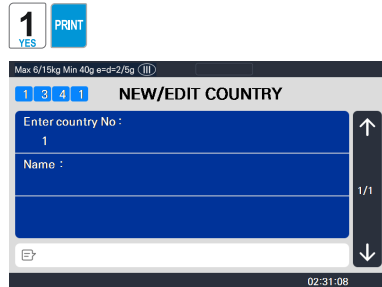 1
YES
PRINT
Max 6/15kg Min 40g e=d=2/5g (III)
1 3 4 1 NEW/EDIT COUNTRY
Enter country No :
1
Name :
1/1
02:31:08